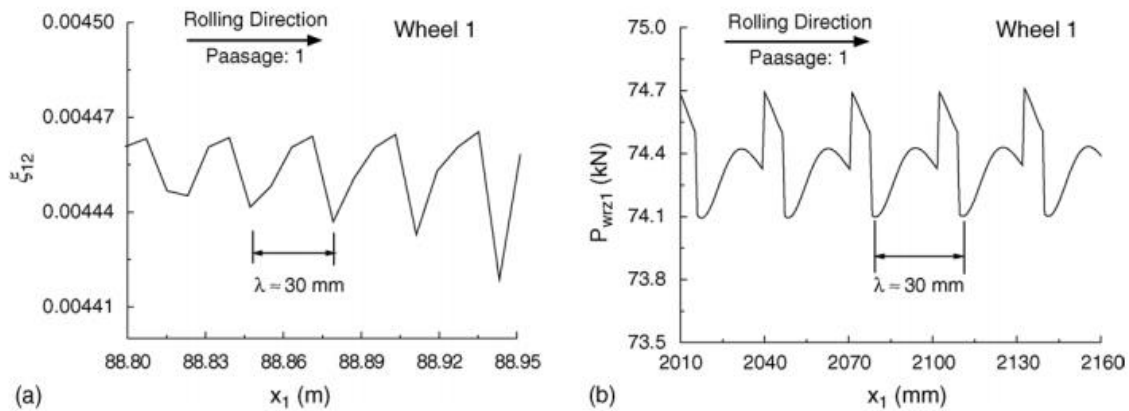 0.00450
0.00447
0.00444
0.00441
ξ12
Rolling Direction
Paasage: 1
Wheel 1
λ ≈ 30 mm
88.80 88.83 88.86 88.89 88.92 88.95
(a)
x1 (m)
75.0
74.7
74.4
74.1
73.8
73.5
Pwrz1 (kN)
Rolling Direction
Paasage: 1
Wheel 1
λ ≈ 30 mm
2010 2040 2070 2100 2130 2160
(b)
x1 (mm)